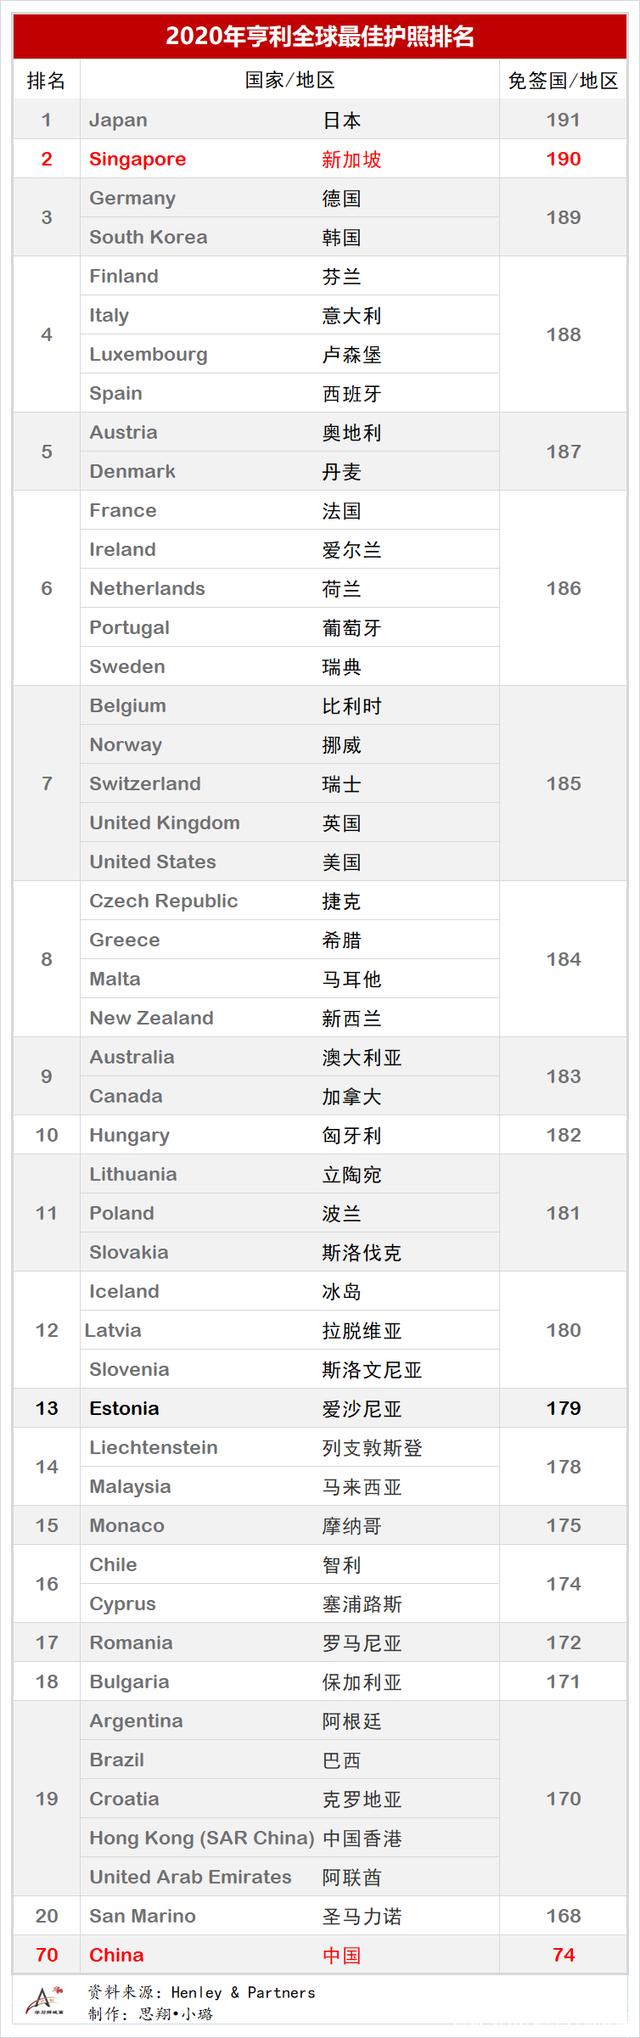 2020年亨利全球最佳护照排名
排名 国家/地区 免签国/地区
1 Japan 日本 191
2 Singapore 新加坡 190
3 Germany 德国 189
South Korea 韩国
4 Finland 芬兰 188
Italy 意大利
Luxembourg 卢森堡
Spain 西班牙
5 Austria 奥地利 187
Denmark 丹麦
6 France 法国 186
Ireland 爱尔兰
Netherlands 荷兰
Portugal 葡萄牙
Sweden 瑞典
7 Belgium 比利时 185
Norway 挪威
Switzerland 瑞士
United Kingdom 英国
United States 美国
8 Czech Republic 捷克 184
Greece 希腊
Malta 马耳他
New Zealand 新西兰
9 Australia 澳大利亚 183
Canada 加拿大
10 Hungary 匈牙利 182
11 Lithuania 立陶宛 181
Poland 波兰
Slovakia 斯洛伐克
12 Iceland 冰岛 180
Latvia 拉脱维亚
Slovenia 斯洛文尼亚
13 Estonia 爱沙尼亚 179
14 Liechtenstein 列支敦斯登 178
Malaysia 马来西亚
15 Monaco 摩纳哥 175
16 Chile 智利 174
Cyprus 塞浦路斯
17 Romania 罗马尼亚 172
18 Bulgaria 保加利亚 171
19 Argentina 阿根廷 170
Brazil 巴西
Croatia 克罗地亚
Hong Kong (SAR China) 中国香港
United Arab Emirates 阿联酋
20 San Marino 圣马力诺 168
70 China 中国 74
资料来源：Henley & Partners
制作：思翔•小璐